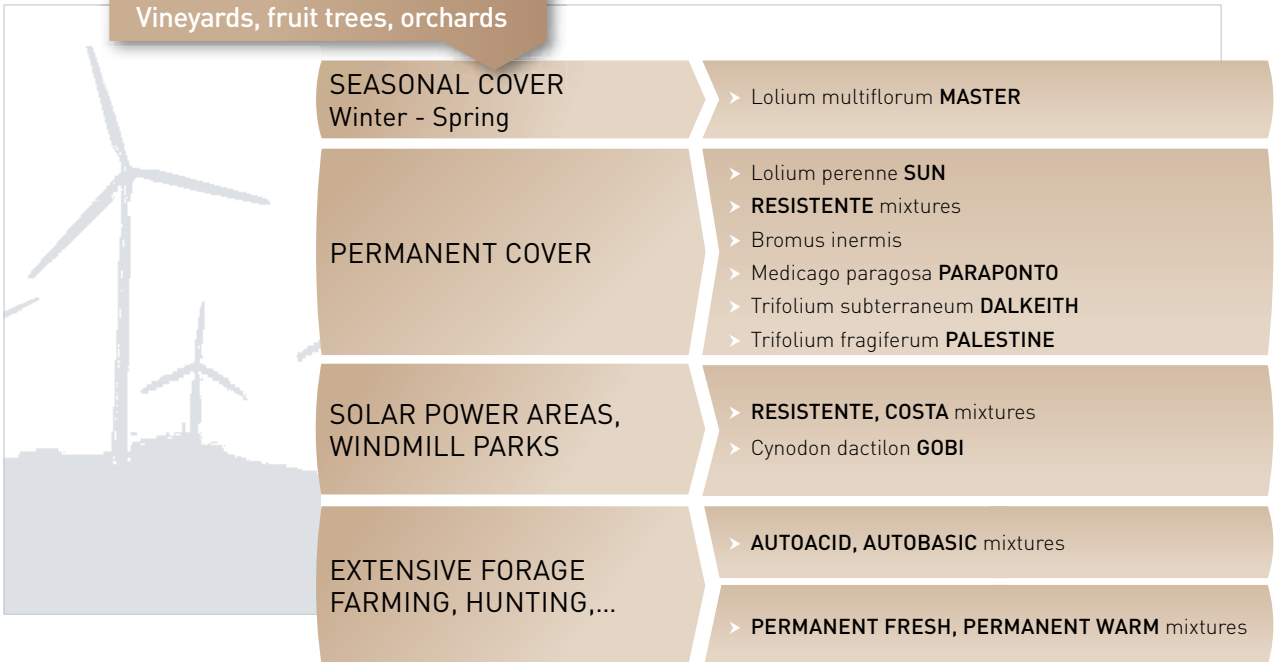 Vineyards, fruit trees, orchards
SEASONAL COVER
Winter - Spring
Lolium multiflorum MASTER
PERMANENT COVER
Lolium perenne SUN
RESISTENTE mixtures
Bromus inermis
Medicago paragosa PARAPONTO
Trifolium subterraneum DALKEITH
Trifolium fragiferum PALESTINE
SOLAR POWER AREAS,
WINDMILL PARKS
RESISTENTE, COSTA mixtures
Cynodon dactilon GOBI
EXTENSIVE FORAGE
FARMING, HUNTING,...
AUTOACID, AUTOBASIC mixtures
PERMANENT FRESH, PERMANENT WARM mixtures